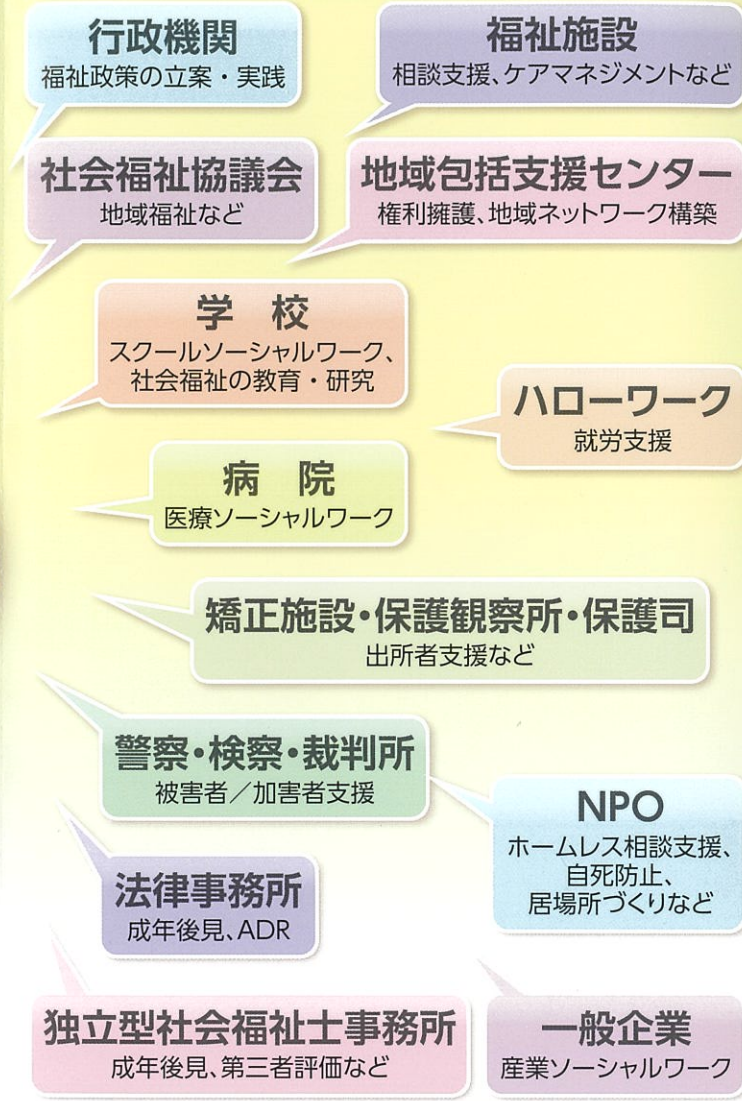 行政機関
福祉政策の立案・実践
福祉施設
相談支援、ケアマネジメントなど
社会福祉協議会
地域福祉など
地域包括支援センター
権利擁護、地域ネットワーク構築
学　校
スクールソーシャルワーク、
社会福祉の教育・研究
ハローワーク
就労支援
病　院
医療ソーシャルワーク
矯正施設・保護観察所・保護司
出所者支援など
警察・検察・裁判所
被害者／加害者支援
NPO
ホームレス相談支援、
自死防止、
居場所づくりなど
法律事務所
成年後見、ADR
独立型社会福祉士事務所
成年後見、第三者評価など
一般企業
産業ソーシャルワーク